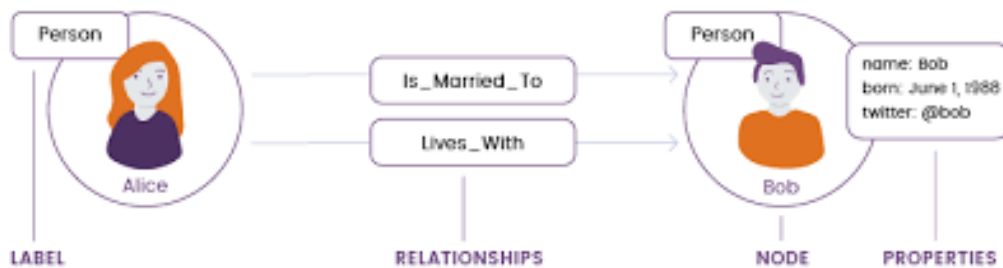 Person
Alice
Is_Married_To
Lives_With
Person
Bob
name: Bob
born: June 1, 1988
twitter: @bob
LABEL
RELATIONSHIPS
NODE
PROPERTIES